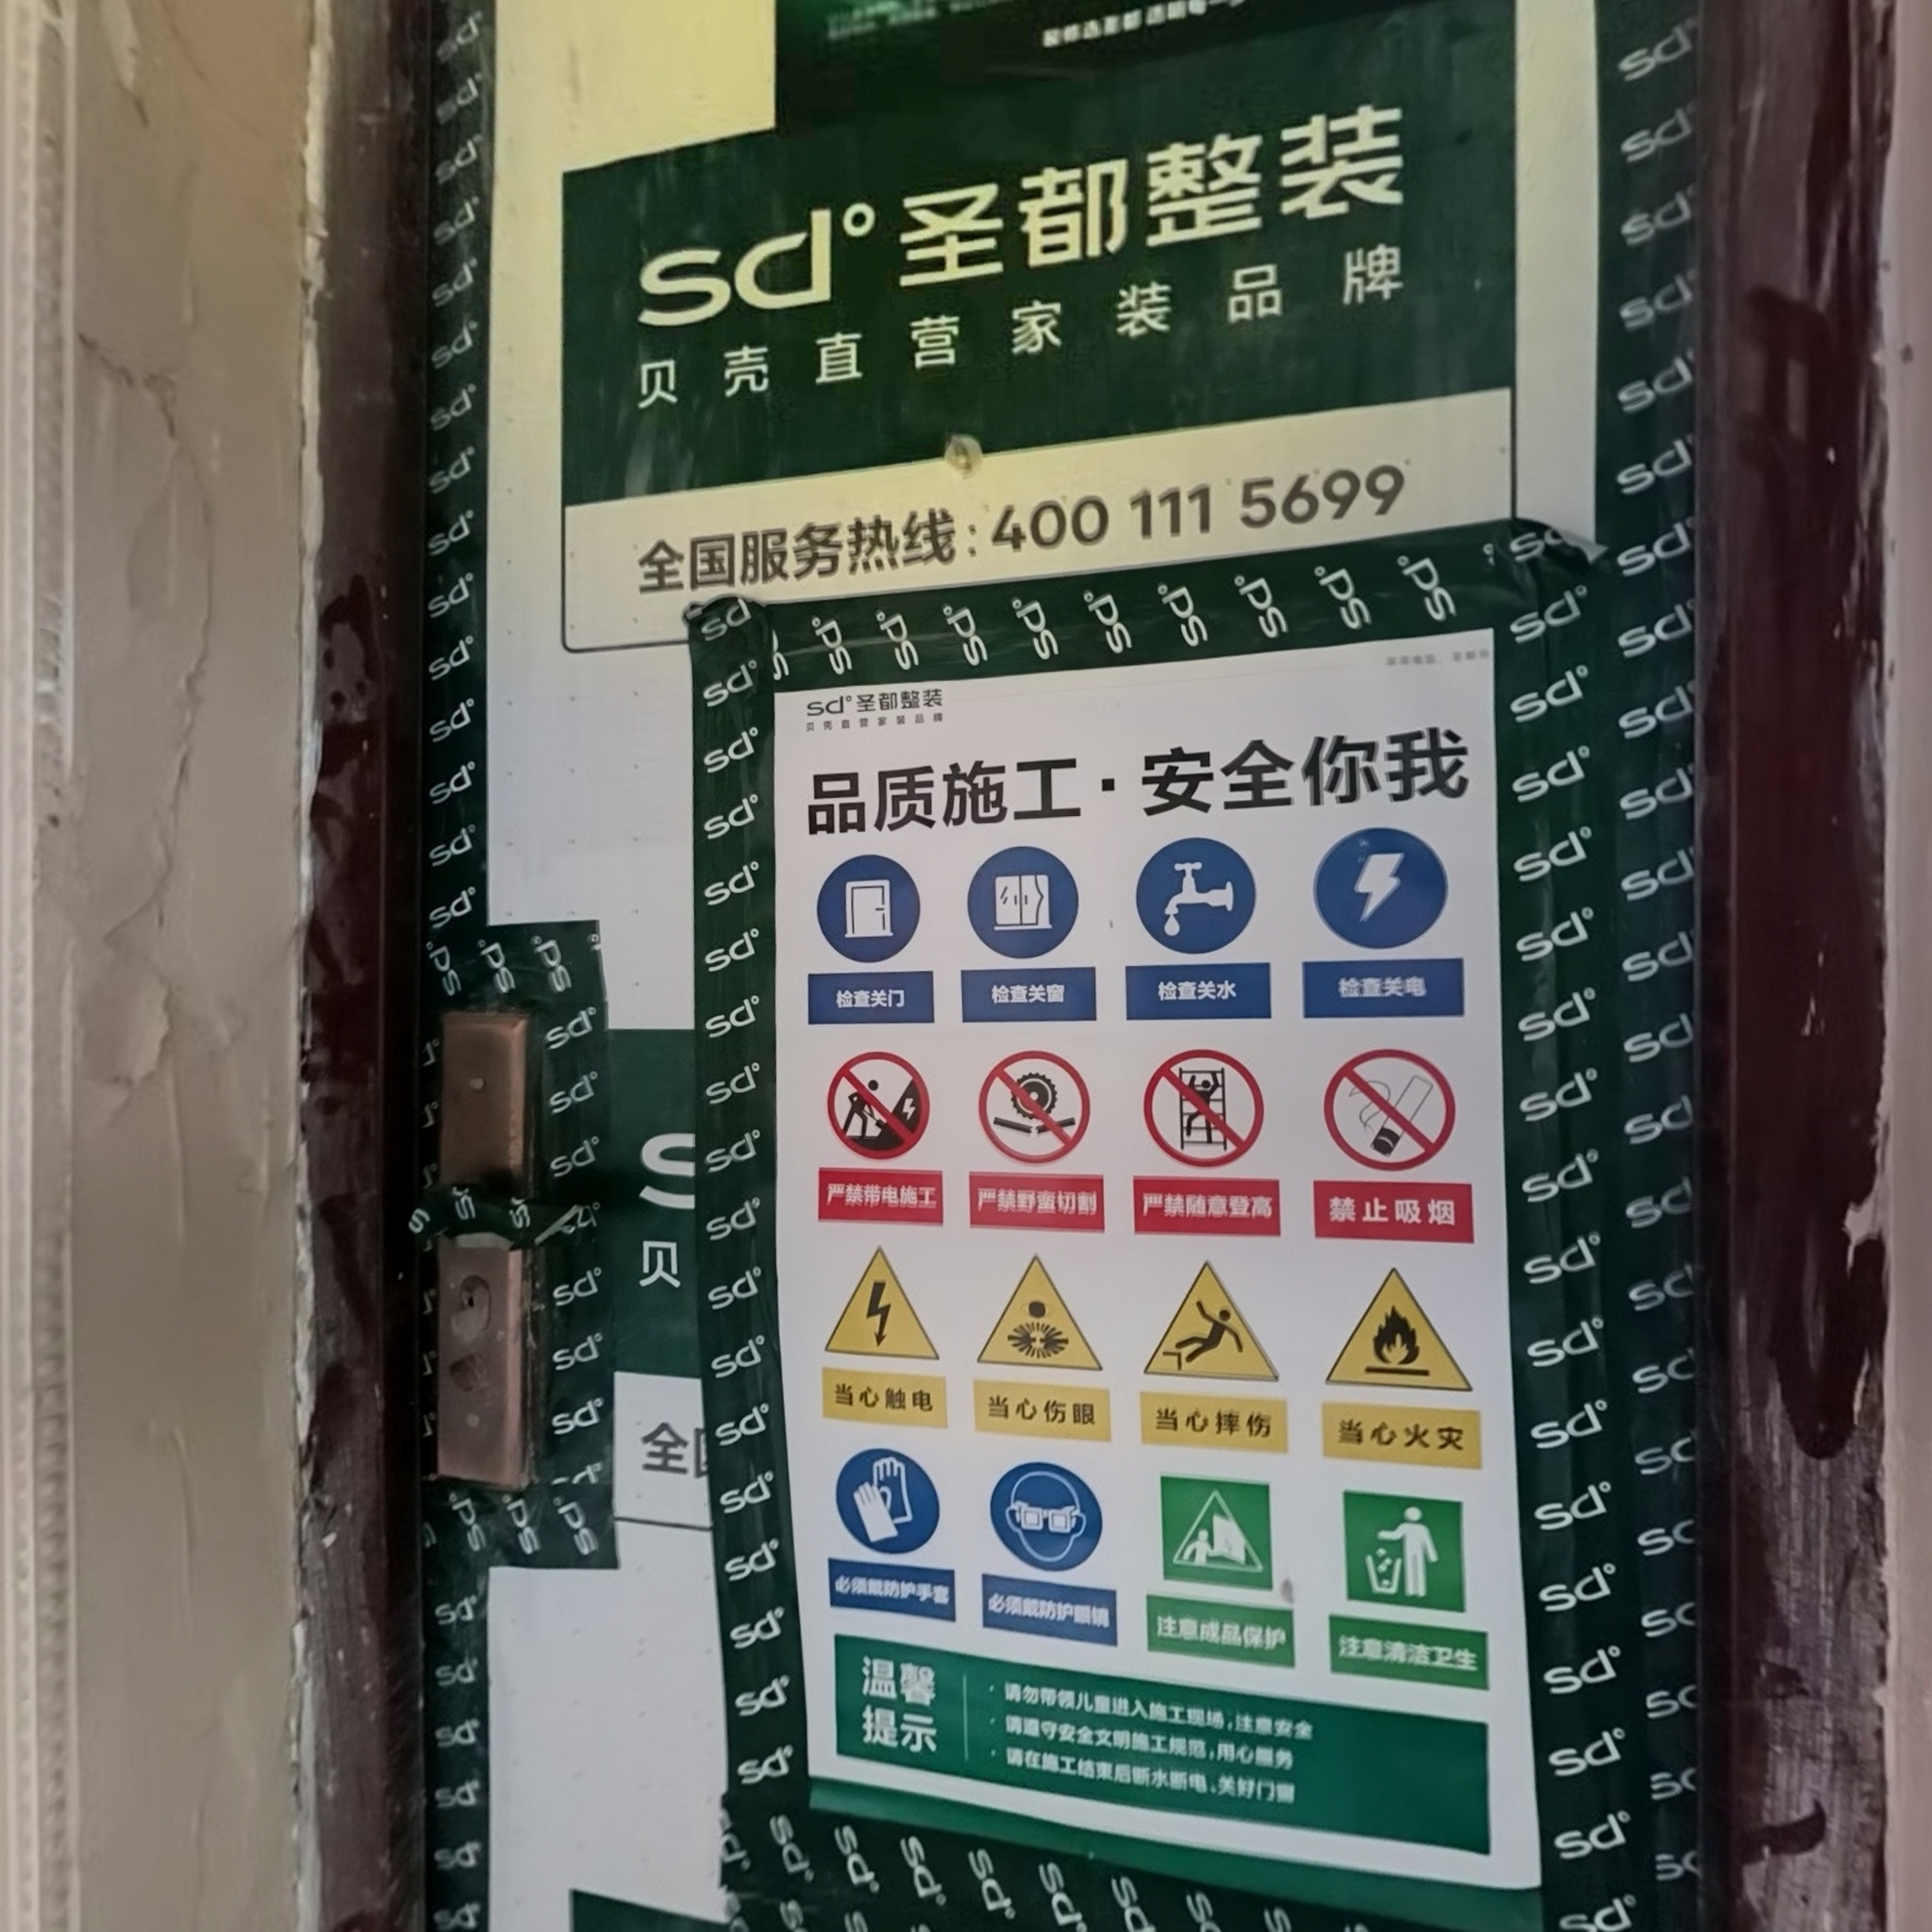 sd°圣都整装
贝壳直营家装品牌
全国服务热线:400 111 5699
sd°圣都整装
贝壳直营家装品牌
品质施工·安全你我
检查关门 检查关窗 检查关水 检查关电
严禁带电施工 严禁野蛮切割 严禁随意登高 禁止吸烟
当心触电 当心伤眼 当心摔伤 当心火灾
必须戴防护手套 必须戴防护眼镜 注意成品保护 注意清洁卫生
温馨
提示
· 请勿带领儿童进入施工现场,注意安全
· 请遵守安全文明施工规范,用心服务
· 请在施工结束后断水断电、关好门窗
s
贝
全
sd°